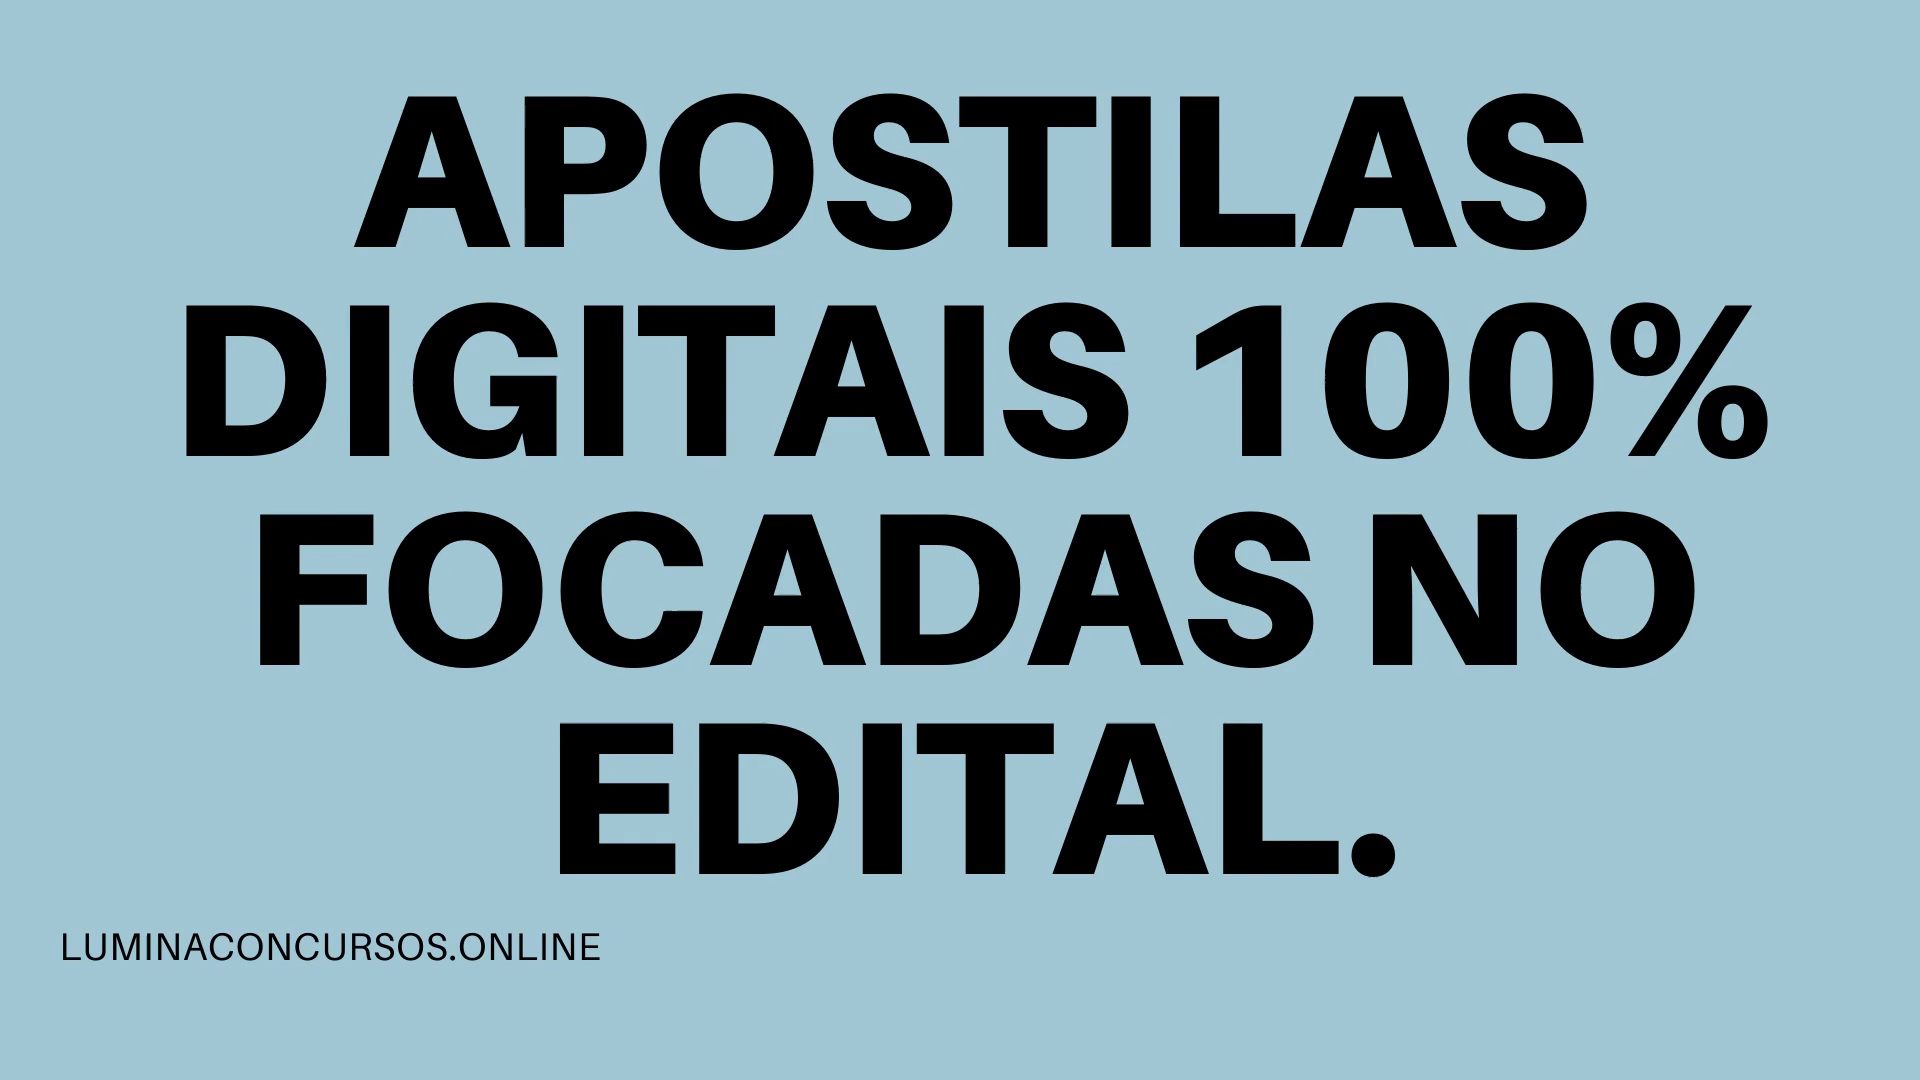 APOSTILAS
DIGITAIS 100%
FOCADAS NO
EDITAL.
LUMINACONCURSOS.ONLINE